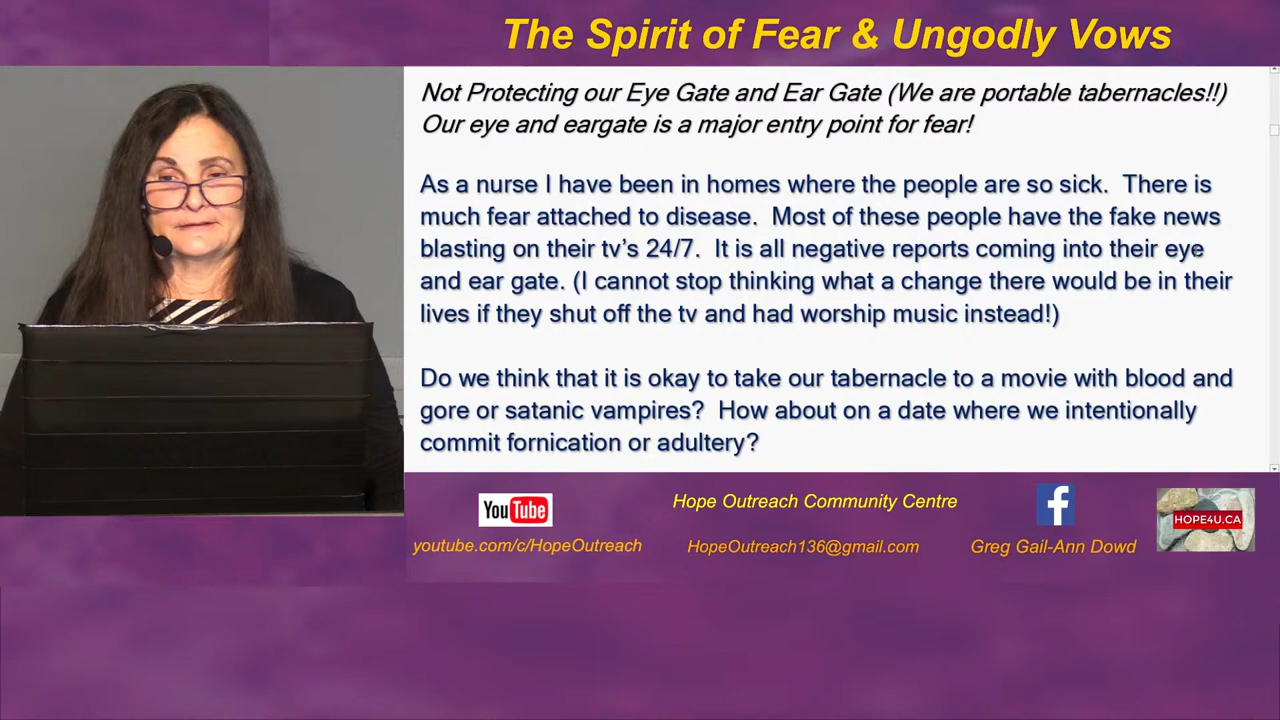 The Spirit of Fear & Ungodly Vows
Not Protecting our Eye Gate and Ear Gate (We are portable tabernacles!!)
Our eye and eargate is a major entry point for fear!
As a nurse I have been in homes where the people are so sick.  There is
much fear attached to disease.  Most of these people have the fake news
blasting on their tv's 24/7.  It is all negative reports coming into their eye
and ear gate. (I cannot stop thinking what a change there would be in their
lives if they shut off the tv and had worship music instead!)
Do we think that it is okay to take our tabernacle to a movie with blood and
gore or satanic vampires?  How about on a date where we intentionally
commit fornication or adultery?
YouTube
youtube.com/c/HopeOutreach
Hope Outreach Community Centre
HopeOutreach136@gmail.com
f
Greg Gail-Ann Dowd
HOPE4U.CA